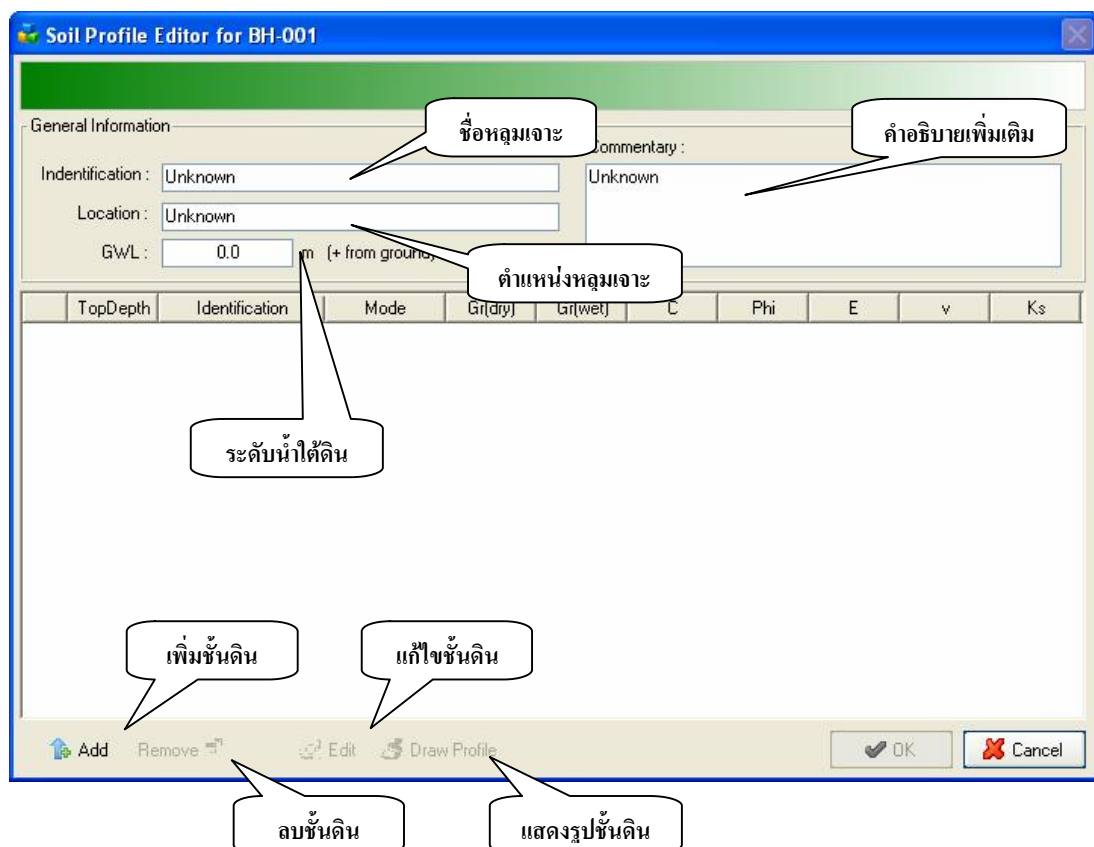 Soil Profile Editor for BH-001
General Information
ชื่อหลุมเจาะ
คำอธิบายเพิ่มเติม
Commentary :
Indentification :
Unknown
Unknown
Location :
Unknown
GWL :
0.0
m (+ from ground)
ตำแหน่งหลุมเจาะ
TopDepth Identification Mode Gr(dry) Gr(wet) C Phi E v Ks
ระดับน้ำใต้ดิน
เพิ่มชั้นดิน
แก้ไขชั้นดิน
Add Remove Edit Draw Profile OK Cancel
ลบชั้นดิน
แสดงรูปชั้นดิน